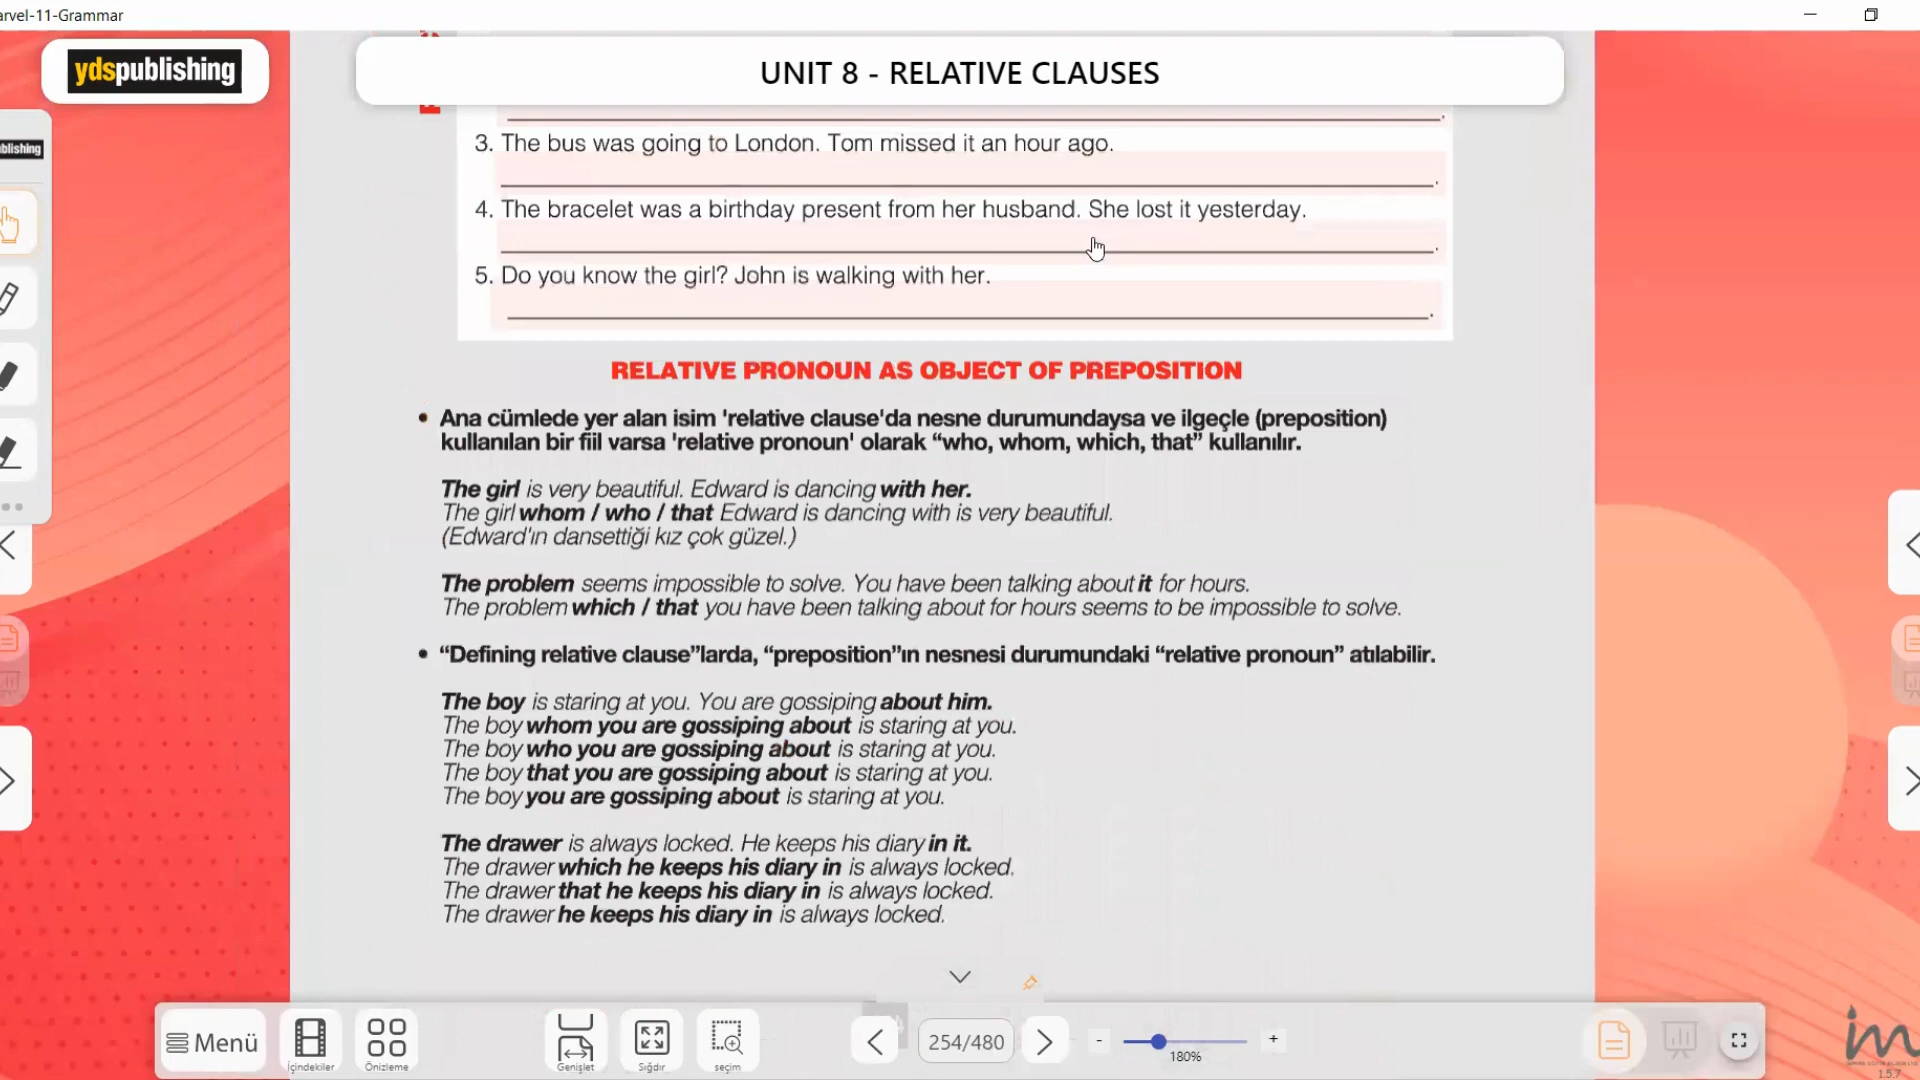 arvel-11-Grammar
ydspublishing
UNIT 8 - RELATIVE CLAUSES
blishing
3. The bus was going to London. Tom missed it an hour ago.
4. The bracelet was a birthday present from her husband. She lost it yesterday.
5. Do you know the girl? John is walking with her.
RELATIVE PRONOUN AS OBJECT OF PREPOSITION
• Ana cümlede yer alan isim 'relative clause'da nesne durumundaysa ve ilgeçle (preposition)
kullanılan bir fiil varsa 'relative pronoun' olarak “who, whom, which, that” kullanılır.
The girl is very beautiful. Edward is dancing with her.
The girl whom / who / that Edward is dancing with is very beautiful.
(Edward'ın dansettiği kız çok güzel.)
The problem seems impossible to solve. You have been talking about it for hours.
The problem which / that you have been talking about for hours seems to be impossible to solve.
• “Defining relative clause”larda, “preposition”ın nesnesi durumundaki “relative pronoun” atılabilir.
The boy is staring at you. You are gossiping about him.
The boy whom you are gossiping about is staring at you.
The boy who you are gossiping about is staring at you.
The boy that you are gossiping about is staring at you.
The boy you are gossiping about is staring at you.
The drawer is always locked. He keeps his diary in it.
The drawer which he keeps his diary in is always locked.
The drawer that he keeps his diary in is always locked.
The drawer he keeps his diary in is always locked.
Menü
İçindekiler
Önizleme
Genişlet
Sığdır
seçim
254/480
- +
180%
im
1.5.7